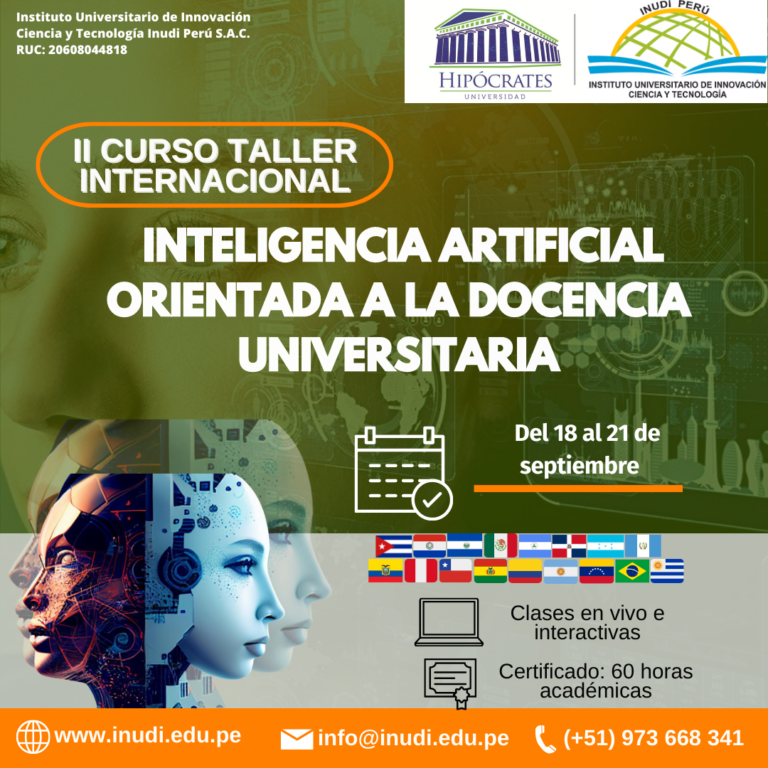 Instituto Universitario de Innovación
Ciencia y Tecnología Inudi Perú S.A.C.
RUC: 20608044818
HIPÓCRATES
UNIVERSIDAD
INUDI PERÚ
INSTITUTO UNIVERSITARIO DE INNOVACIÓN
CIENCIA Y TECNOLOGÍA
II CURSO TALLER
INTERNACIONAL
INTELIGENCIA ARTIFICIAL
ORIENTADA A LA DOCENCIA
UNIVERSITARIA
Del 18 al 21 de
septiembre
Clases en vivo e
interactivas
Certificado: 60 horas
académicas
www.inudi.edu.pe
info@inudi.edu.pe
(+51) 973 668 341